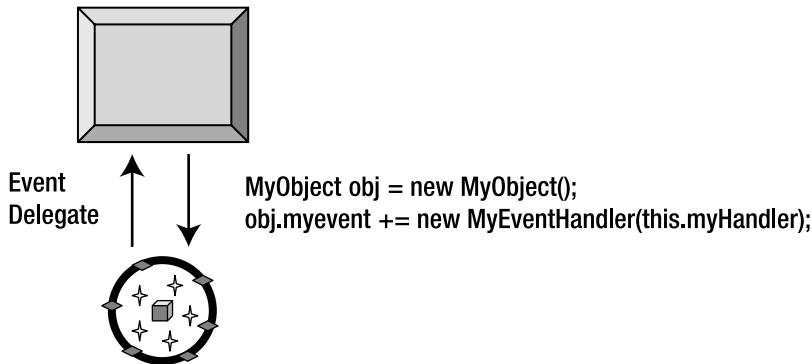 Event
Delegate
MyObject obj = new MyObject();
obj.myevent += new MyEventHandler(this.myHandler);